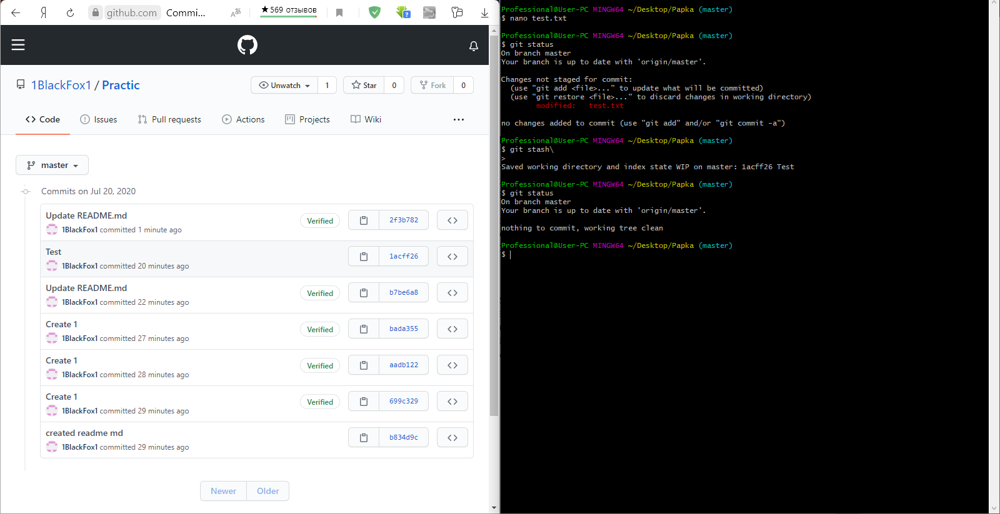 Я github.com Commi... ★569 отзывов
1BlackFox1 / Practic
Unwatch 1 Star 0 Fork 0
Code Issues Pull requests Actions Projects Wiki ...
master
Commits on Jul 20, 2020
Update README.md
1BlackFox1 committed 1 minute ago
Verified 2f3b782
Test
1BlackFox1 committed 20 minutes ago
1acff26
Update README.md
1BlackFox1 committed 22 minutes ago
Verified b7be6a8
Create 1
1BlackFox1 committed 27 minutes ago
Verified bada355
Create 1
1BlackFox1 committed 28 minutes ago
Verified aadb122
Create 1
1BlackFox1 committed 29 minutes ago
Verified 699c329
created readme md
1BlackFox1 committed 29 minutes ago
b834d9c
Newer Older
Professional@User-PC MINGW64 ~/Desktop/Papka (master)
$ nano test.txt
Professional@User-PC MINGW64 ~/Desktop/Papka (master)
$ git status
On branch master
Your branch is up to date with 'origin/master'.
Changes not staged for commit:
(use "git add <file>..." to update what will be committed)
(use "git restore <file>..." to discard changes in working directory)
modified: test.txt
no changes added to commit (use "git add" and/or "git commit -a")
Professional@User-PC MINGW64 ~/Desktop/Papka (master)
$ git stash\
>
Saved working directory and index state WIP on master: 1acff26 Test
Professional@User-PC MINGW64 ~/Desktop/Papka (master)
$ git status
On branch master
Your branch is up to date with 'origin/master'.
nothing to commit, working tree clean
Professional@User-PC MINGW64 ~/Desktop/Papka (master)
$